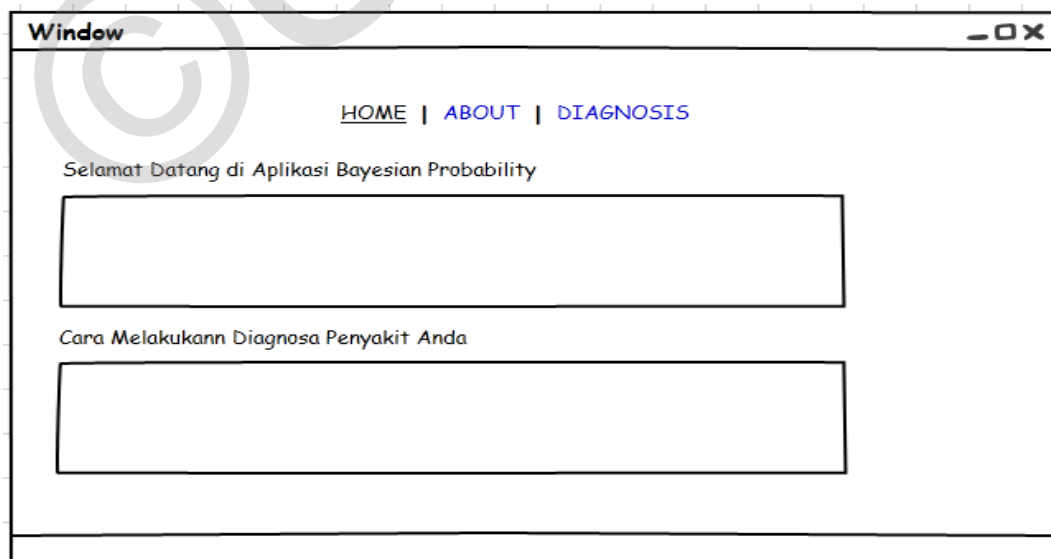 Window
HOME | ABOUT | DIAGNOSIS
Selamat Datang di Aplikasi Bayesian Probability
Cara Melakukann Diagnosa Penyakit Anda